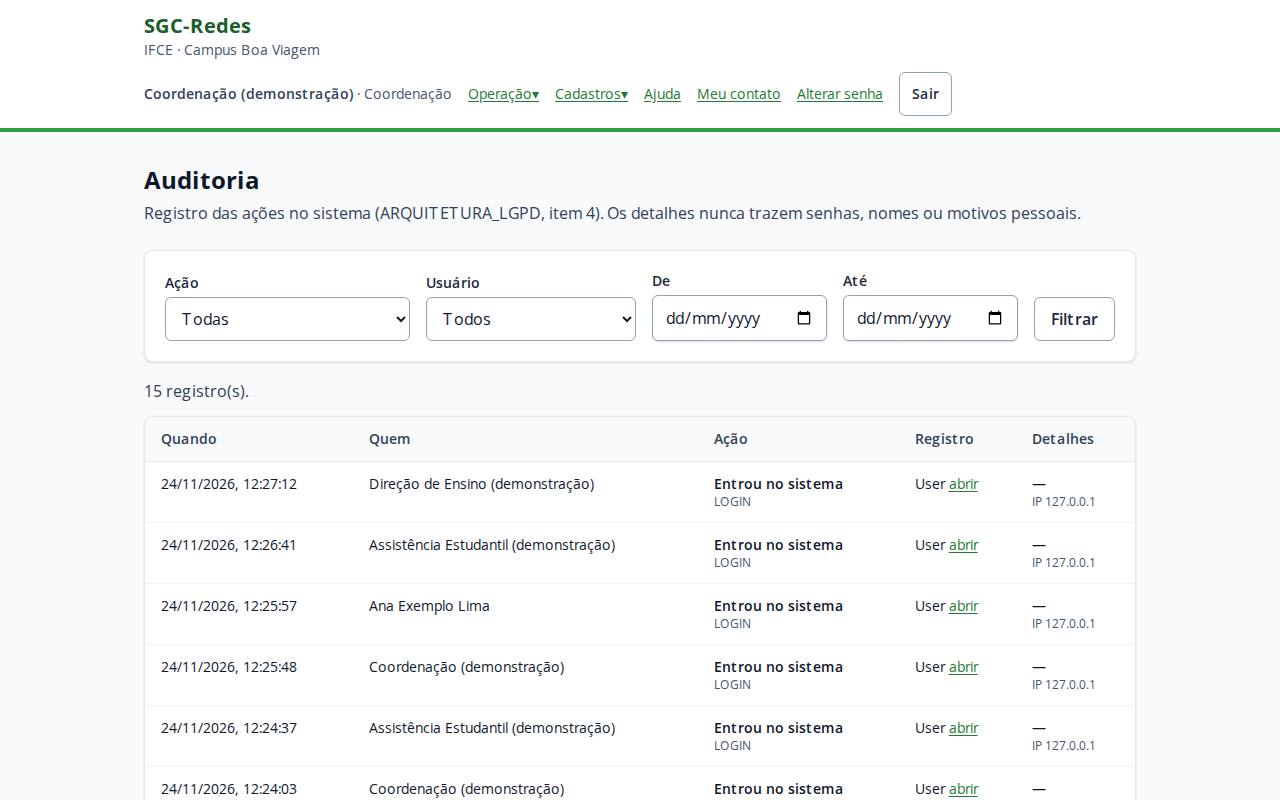 SGC-Redes
IFCE · Campus Boa Viagem
Coordenação (demonstração) · Coordenação Operação▾ Cadastros▾ Ajuda Meu contato Alterar senha Sair
Auditoria
Registro das ações no sistema (ARQUITETURA_LGPD, item 4). Os detalhes nunca trazem senhas, nomes ou motivos pessoais.
Ação Usuário De Até
Todas Todos dd/mm/yyyy dd/mm/yyyy Filtrar
15 registro(s).
Quando Quem Ação Registro Detalhes
24/11/2026, 12:27:12 Direção de Ensino (demonstração) Entrou no sistema User abrir —
LOGIN IP 127.0.0.1
24/11/2026, 12:26:41 Assistência Estudantil (demonstração) Entrou no sistema User abrir —
LOGIN IP 127.0.0.1
24/11/2026, 12:25:57 Ana Exemplo Lima Entrou no sistema User abrir —
LOGIN IP 127.0.0.1
24/11/2026, 12:25:48 Coordenação (demonstração) Entrou no sistema User abrir —
LOGIN IP 127.0.0.1
24/11/2026, 12:24:37 Assistência Estudantil (demonstração) Entrou no sistema User abrir —
LOGIN IP 127.0.0.1
24/11/2026, 12:24:03 Coordenação (demonstração) Entrou no sistema User abrir —